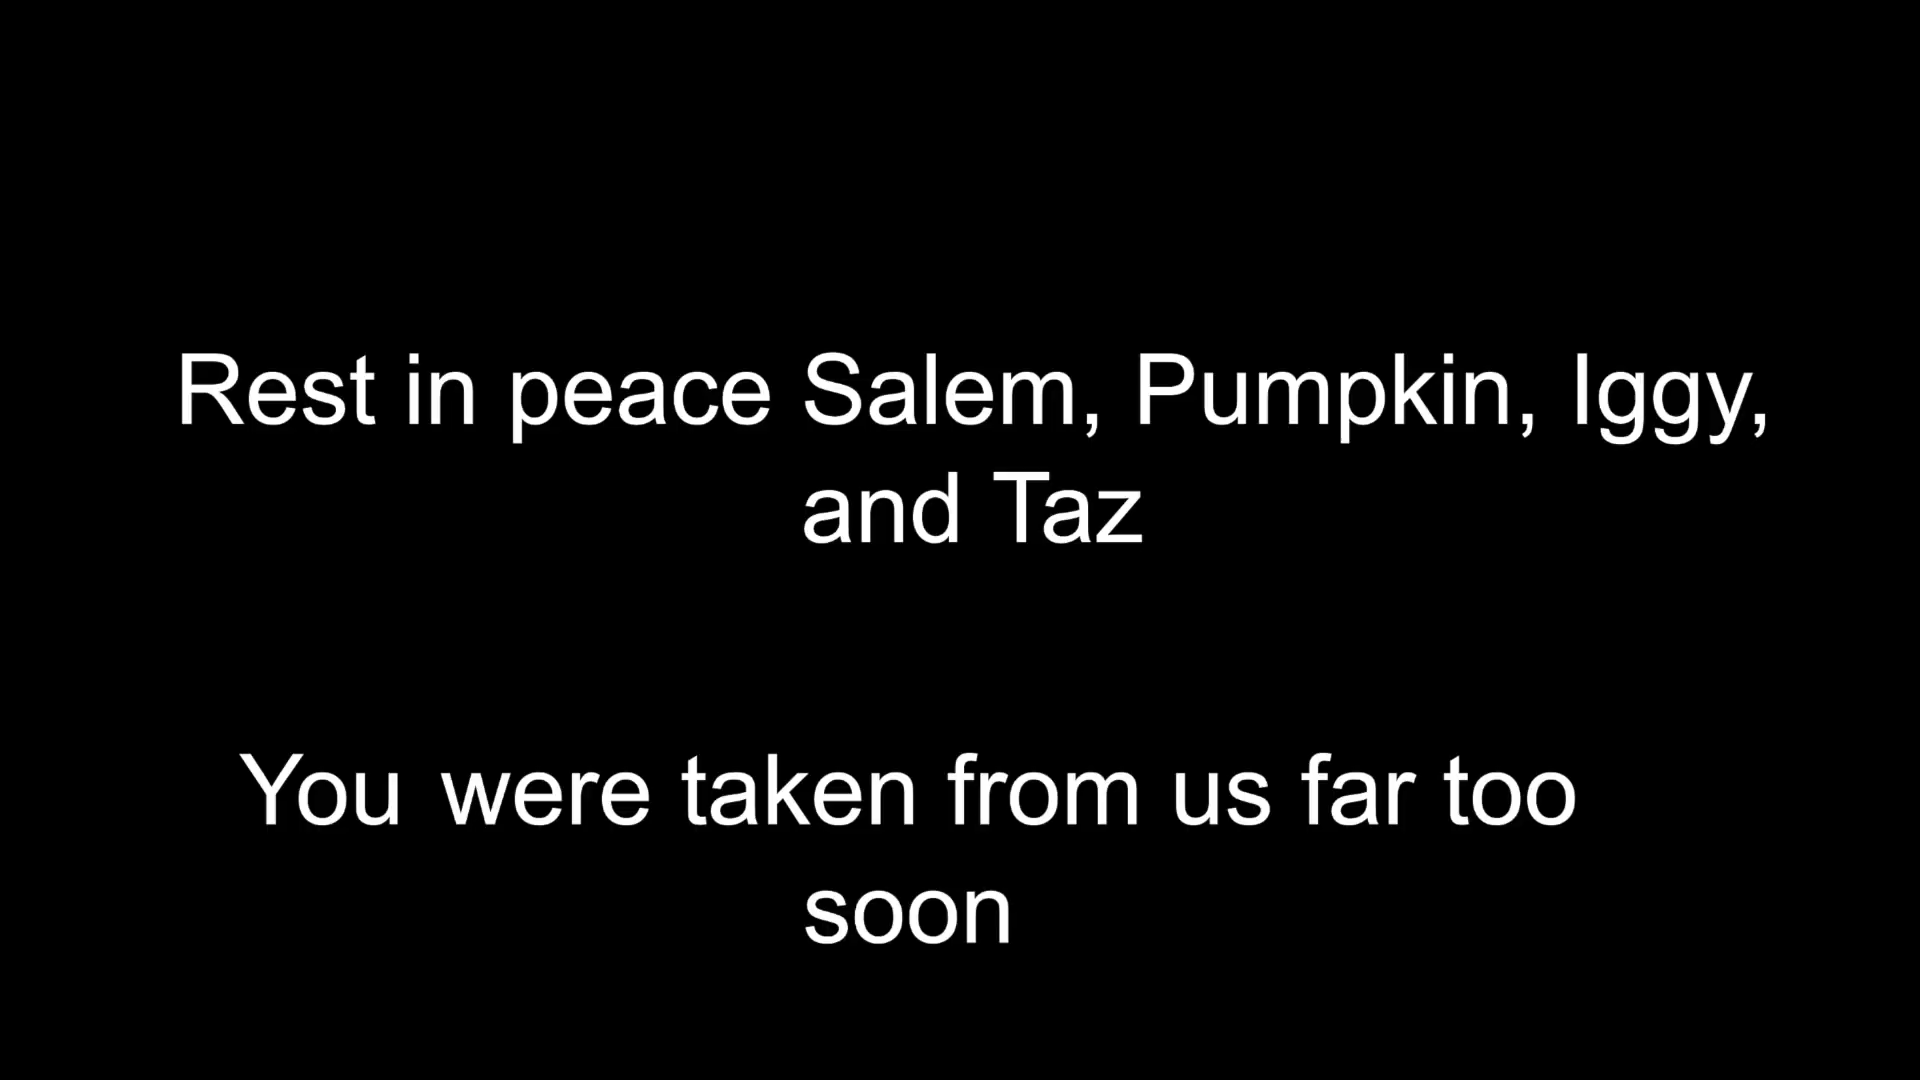 Rest in peace Salem, Pumpkin, Iggy,
and Taz
You were taken from us far too
soon